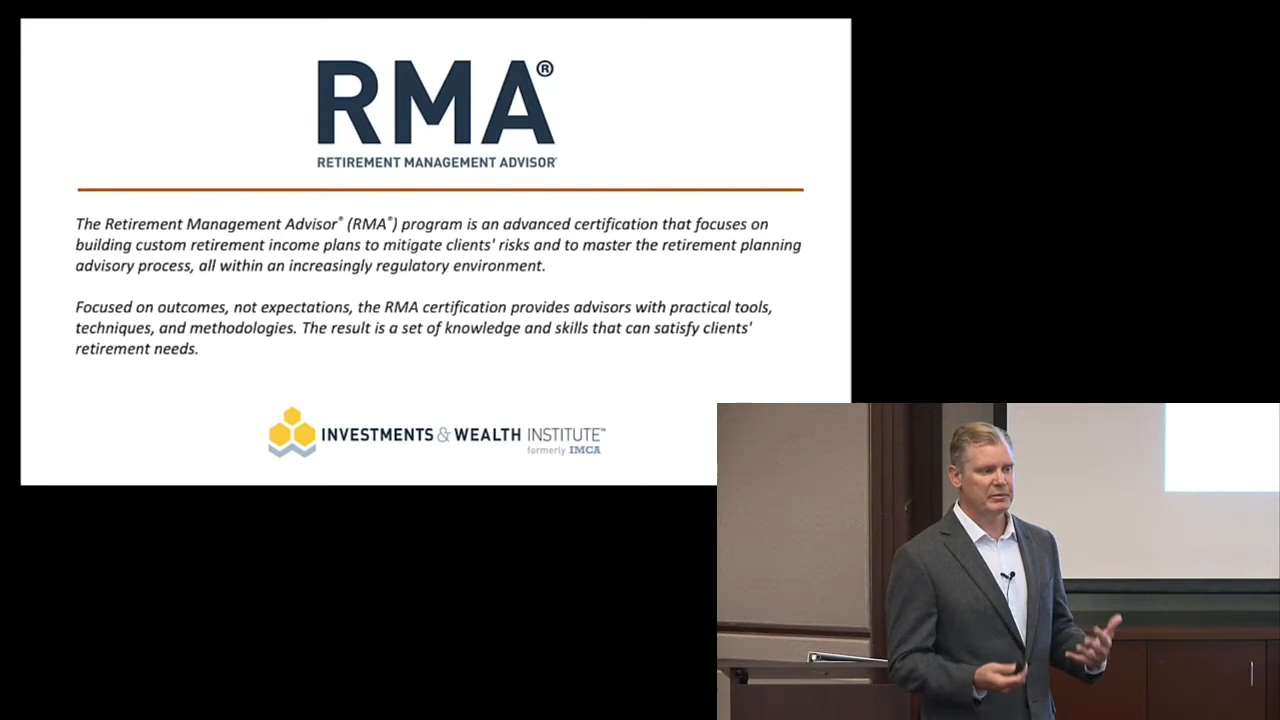 RMA®
RETIREMENT MANAGEMENT ADVISOR®
The Retirement Management Advisor® (RMA®) program is an advanced certification that focuses on
building custom retirement income plans to mitigate clients' risks and to master the retirement planning
advisory process, all within an increasingly regulatory environment.
Focused on outcomes, not expectations, the RMA certification provides advisors with practical tools,
techniques, and methodologies. The result is a set of knowledge and skills that can satisfy clients'
retirement needs.
INVESTMENTS & WEALTH INSTITUTE™
formerly IMCA